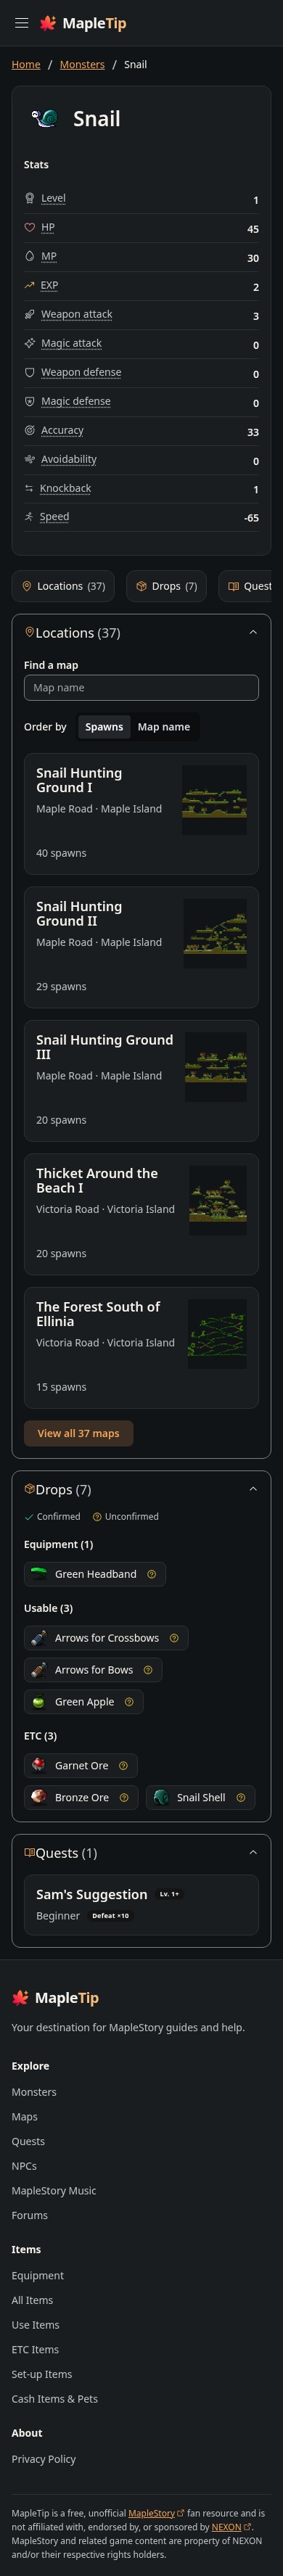 MapleTip
Home / Monsters / Snail
Snail
Stats
Level 1
HP 45
MP 30
EXP 2
Weapon attack 3
Magic attack 0
Weapon defense 0
Magic defense 0
Accuracy 33
Avoidability 0
Knockback 1
Speed -65
Locations (37) Drops (7) Quest
Locations (37)
Find a map
Map name
Order by Spawns Map name
Snail Hunting
Ground I
Maple Road · Maple Island
40 spawns
Snail Hunting
Ground II
Maple Road · Maple Island
29 spawns
Snail Hunting Ground
III
Maple Road · Maple Island
20 spawns
Thicket Around the
Beach I
Victoria Road · Victoria Island
20 spawns
The Forest South of
Ellinia
Victoria Road · Victoria Island
15 spawns
View all 37 maps
Drops (7)
Confirmed Unconfirmed
Equipment (1)
Green Headband
Usable (3)
Arrows for Crossbows
Arrows for Bows
Green Apple
ETC (3)
Garnet Ore
Bronze Ore Snail Shell
Quests (1)
Sam's Suggestion Lv. 1+
Beginner Defeat ×10
MapleTip
Your destination for MapleStory guides and help.
Explore
Monsters
Maps
Quests
NPCs
MapleStory Music
Forums
Items
Equipment
All Items
Use Items
ETC Items
Set-up Items
Cash Items & Pets
About
Privacy Policy
MapleTip is a free, unofficial MapleStory fan resource and is
not affiliated with, endorsed by, or sponsored by NEXON.
MapleStory and related game content are property of NEXON
and/or their respective rights holders.